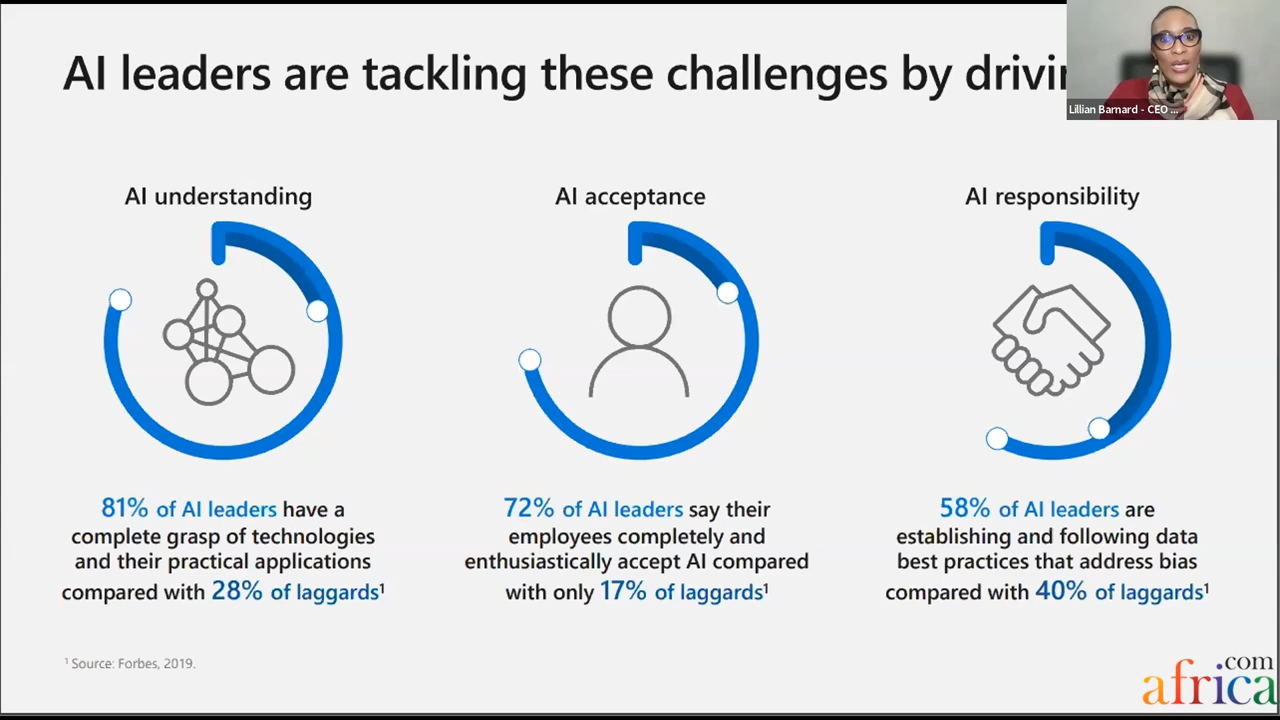 AI leaders are tackling these challenges by
Lillian Barnard - CEO ...
AI understanding
AI acceptance
AI responsibility
81% of AI leaders have a
complete grasp of technologies
and their practical applications
compared with 28% of laggards¹
72% of AI leaders say their
employees completely and
enthusiastically accept AI compared
with only 17% of laggards¹
58% of AI leaders are
establishing and following data
best practices that address bias
compared with 40% of laggards¹
¹ Source: Forbes, 2019.
.com
africa